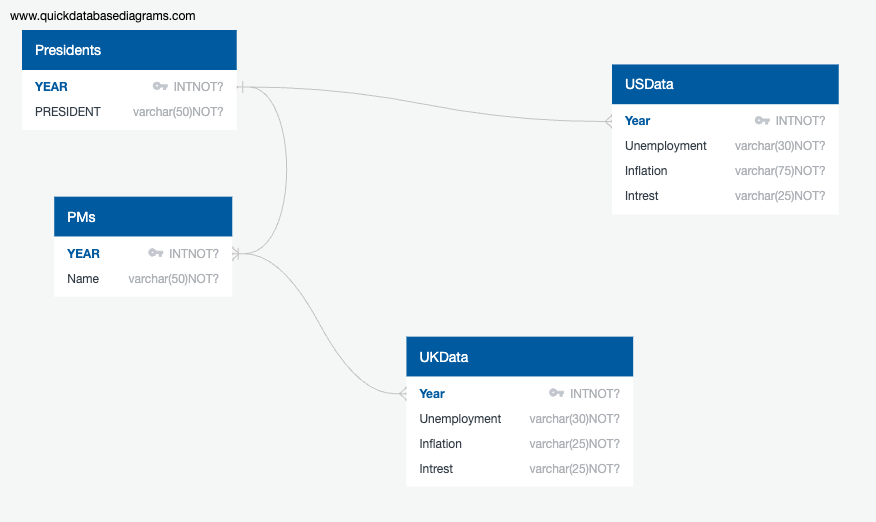 www.quickdatabasediagrams.com
Presidents
YEAR INTNOT?
PRESIDENT varchar(50)NOT?
USData
Year INTNOT?
Unemployment varchar(30)NOT?
Inflation varchar(75)NOT?
Intrest varchar(25)NOT?
PMs
YEAR INTNOT?
Name varchar(50)NOT?
UKData
Year INTNOT?
Unemployment varchar(30)NOT?
Inflation varchar(25)NOT?
Intrest varchar(25)NOT?